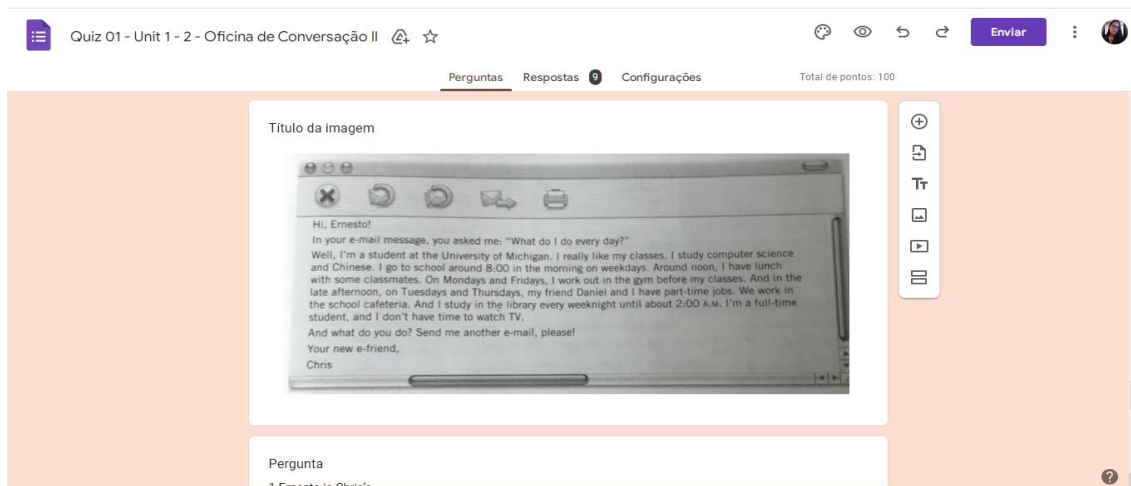 Quiz 01 - Unit 1 - 2 - Oficina de Conversação II
Enviar
Perguntas
Respostas 9
Configurações
Total de pontos: 100
Título da imagem
Hi, Ernesto!
In your e-mail message, you asked me: “What do I do every day?”
Well, I'm a student at the University of Michigan. I really like my classes. I study computer science
and Chinese. I go to school around 8:00 in the morning on weekdays. Around noon, I have lunch
with some classmates. On Mondays and Fridays, I work out in the gym before my classes. And in the
late afternoon, on Tuesdays and Thursdays, my friend Daniel and I have part-time jobs. We work in
the school cafeteria. And I study in the library every weeknight until about 2:00 A.M. I'm a full-time
student, and I don't have time to watch TV.
And what do you do? Send me another e-mail, please!
Your new e-friend,
Chris
Pergunta
1 Ernesto is Chris's